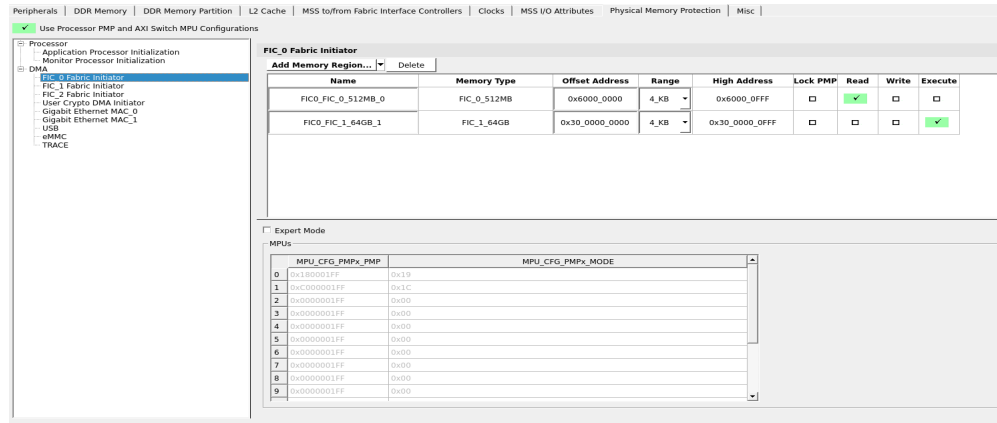 Peripherals | DDR Memory | DDR Memory Partition | L2 Cache | MSS to/from Fabric Interface Controllers | Clocks | MSS I/O Attributes | Physical Memory Protection | Misc |
Use Processor PMP and AXI Switch MPU Configurations
Processor
Application Processor Initialization
Monitor Processor Initialization
DMA
FIC_0 Fabric Initiator
FIC_1 Fabric Initiator
FIC_2 Fabric Initiator
User Crypto DMA Initiator
Gigabit Ethernet MAC_0
Gigabit Ethernet MAC_1
USB
eMMC
TRACE
FIC_0 Fabric Initiator
Add Memory Region... Delete
Name Memory Type Offset Address Range High Address Lock PMP Read Write Execute
FIC0_FIC_0_512MB_0 FIC_0_512MB 0x6000_0000 4_KB 0x6000_0FFF
FIC0_FIC_1_64GB_1 FIC_1_64GB 0x30_0000_0000 4_KB 0x30_0000_0FFF
Expert Mode
MPUs
MPU_CFG_PMPx_PMP MPU_CFG_PMPx_MODE
0 0x180001FF 0x19
1 0xC000001FF 0x1C
2 0x0000001FF 0x00
3 0x0000001FF 0x00
4 0x0000001FF 0x00
5 0x0000001FF 0x00
6 0x0000001FF 0x00
7 0x0000001FF 0x00
8 0x0000001FF 0x00
9 0x0000001FF 0x00